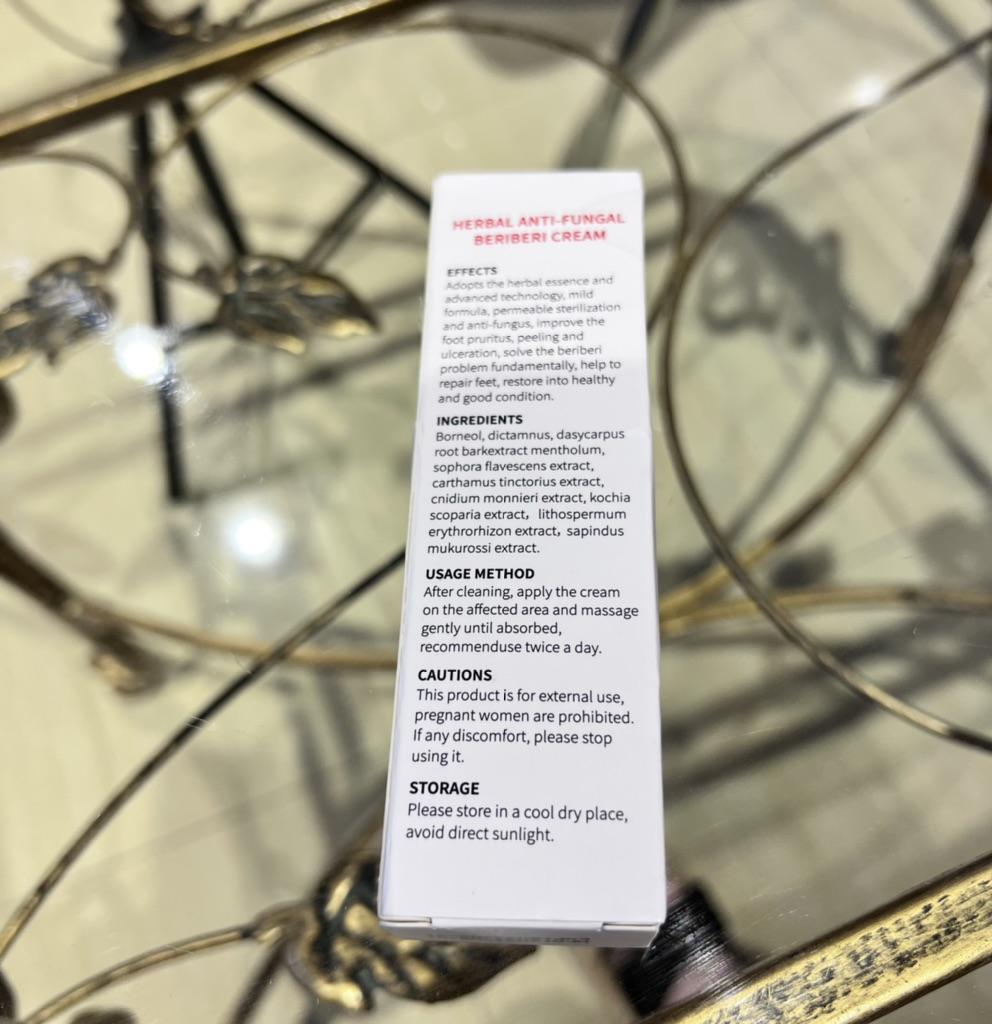 HERBAL ANTI-FUNGAL
BERIBERI CREAM
EFFECTS
Adopts the herbal essence and
advanced technology, mild
formula, permeable sterilization
and anti-fungus, improve the
foot pruritus, peeling and
ulceration, solve the beriberi
problem fundamentally, help to
repair feet, restore into healthy
and good condition.
INGREDIENTS
Borneol, dictamnus, dasycarpus
root barkextract mentholum,
sophora flavescens extract,
carthamus tinctorius extract,
cnidium monnieri extract, kochia
scoparia extract, lithospermum
erythrorhizon extract, sapindus
mukurossi extract.
USAGE METHOD
After cleaning, apply the cream
on the affected area and massage
gently until absorbed,
recommenduse twice a day.
CAUTIONS
This product is for external use,
pregnant women are prohibited.
If any discomfort, please stop
using it.
STORAGE
Please store in a cool dry place,
avoid direct sunlight.